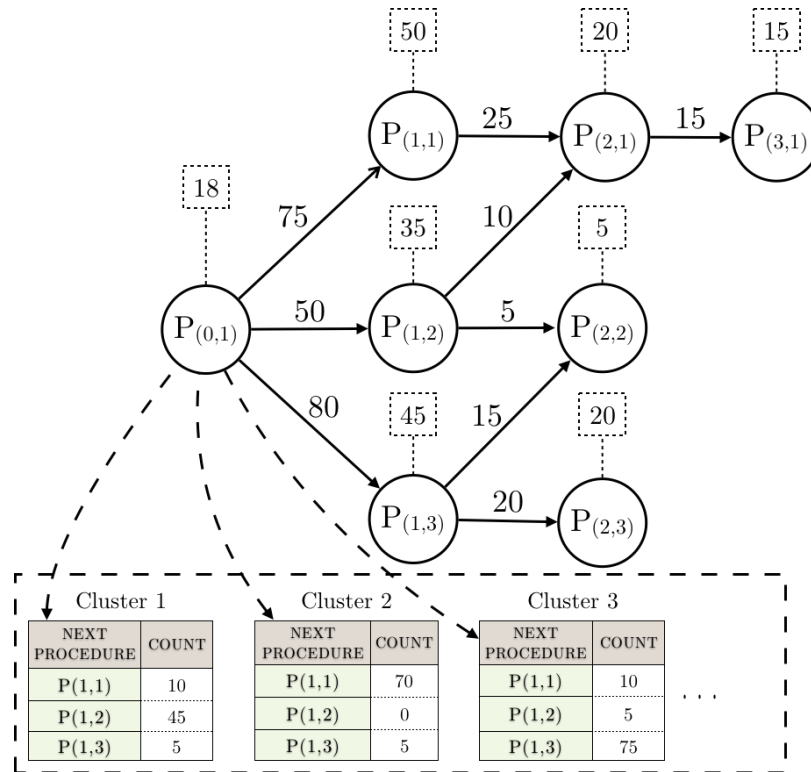 50 20 15
P(1,1) 25 P(2,1) 15 P(3,1)
18
75 35 10 5
P(0,1) 50 P(1,2) 5 P(2,2)
80 45 15 20
P(1,3) 20 P(2,3)
Cluster 1
NEXT
PROCEDURE COUNT
P(1,1) 10
P(1,2) 45
P(1,3) 5
Cluster 2
NEXT
PROCEDURE COUNT
P(1,1) 70
P(1,2) 0
P(1,3) 5
Cluster 3
NEXT
PROCEDURE COUNT
P(1,1) 10
P(1,2) 5
P(1,3) 75
. . .